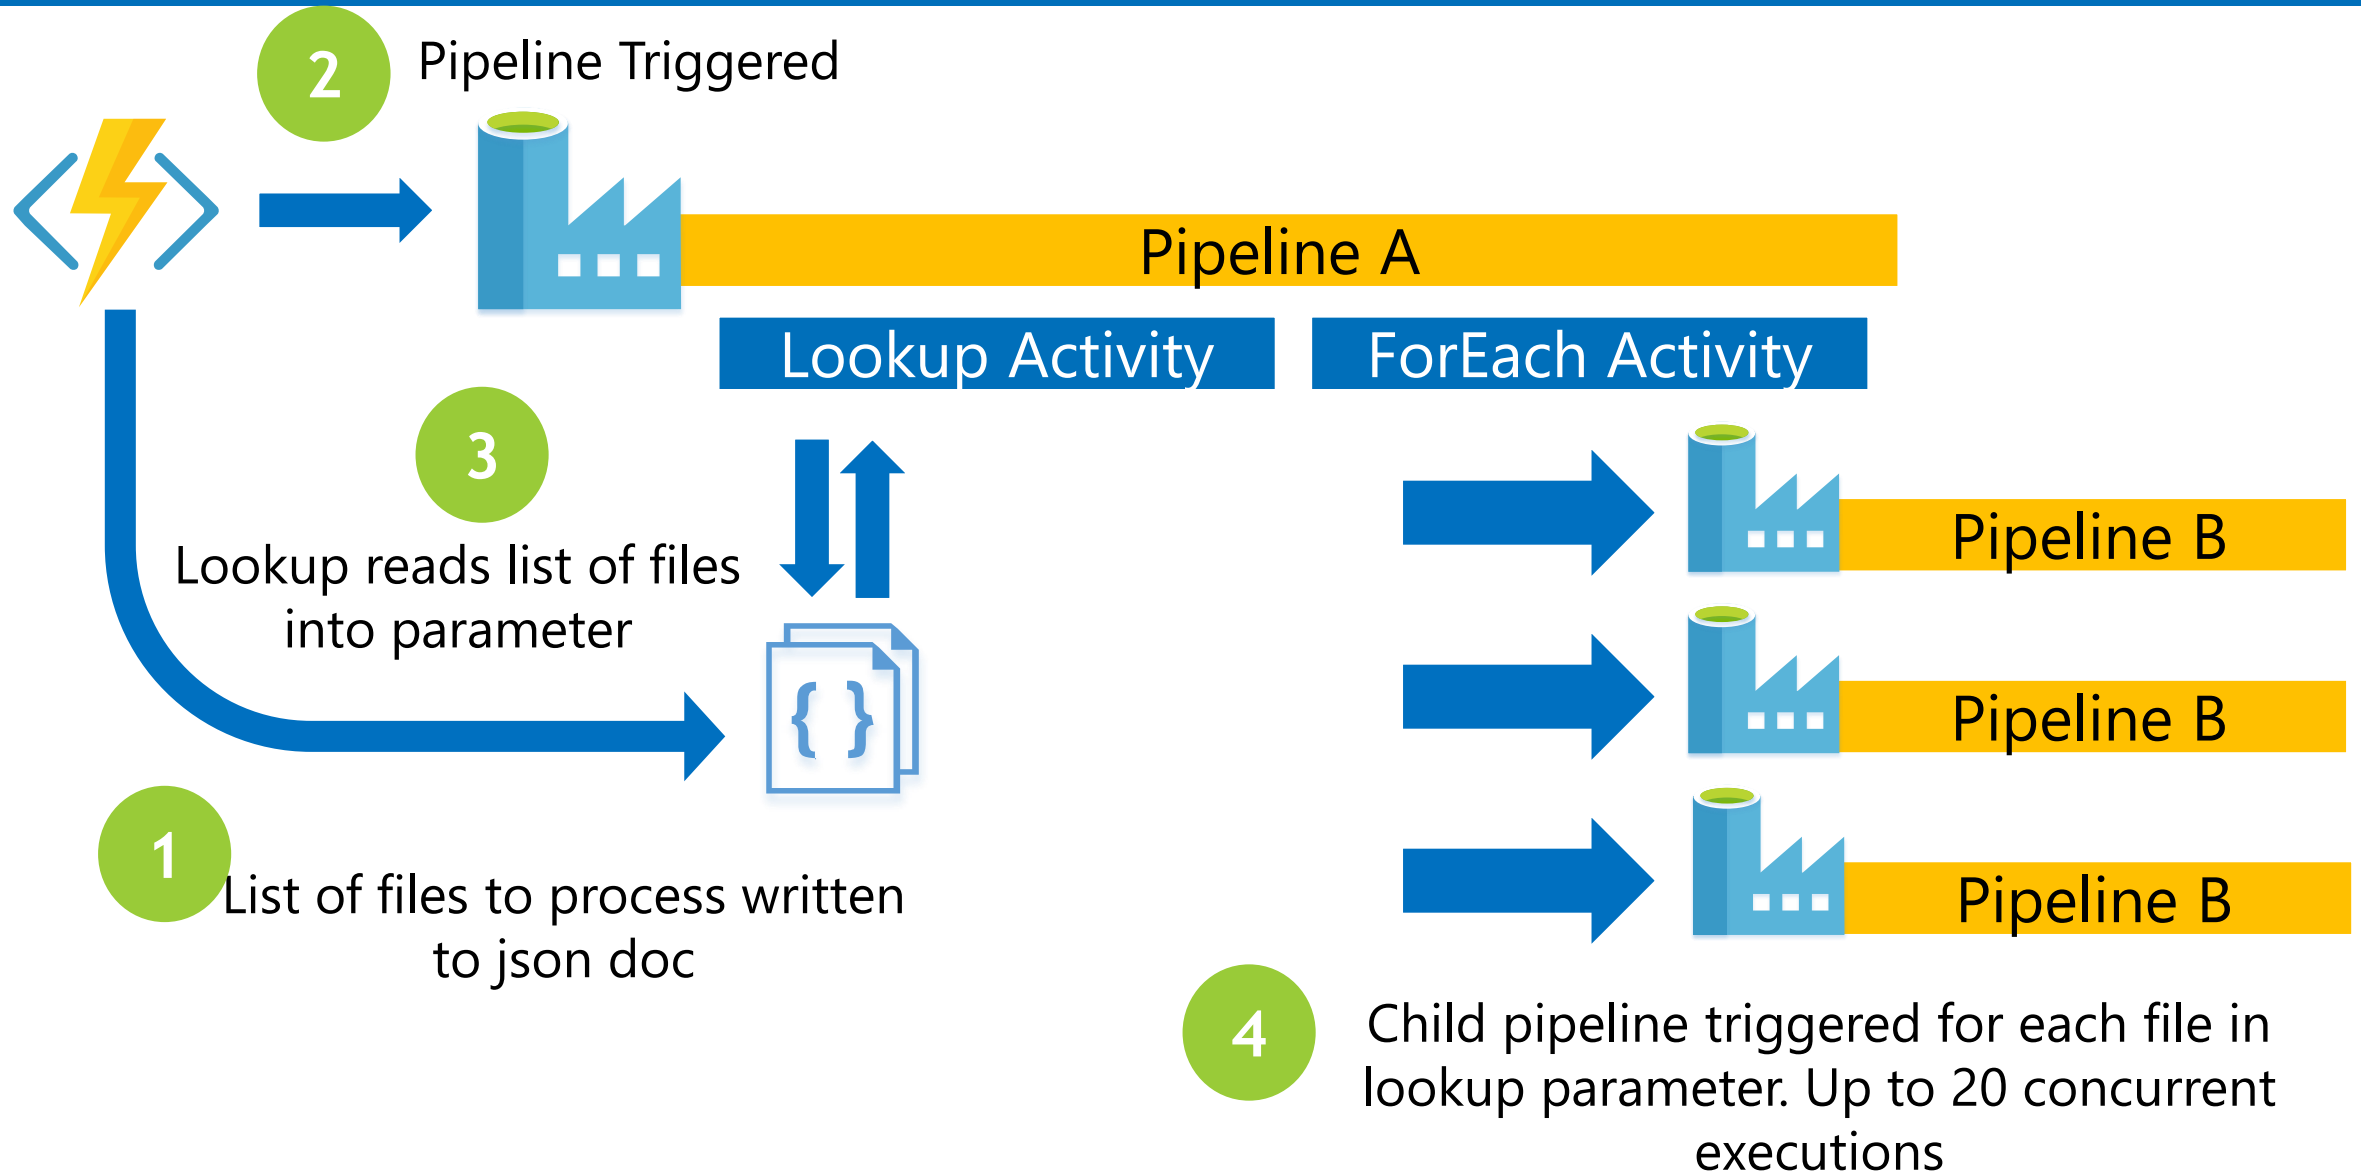 2
Pipeline Triggered
Pipeline A
Lookup Activity
ForEach Activity
3
Lookup reads list of files
into parameter
{ }
1
List of files to process written
to json doc
Pipeline B
Pipeline B
Pipeline B
4
Child pipeline triggered for each file in
lookup parameter. Up to 20 concurrent
executions